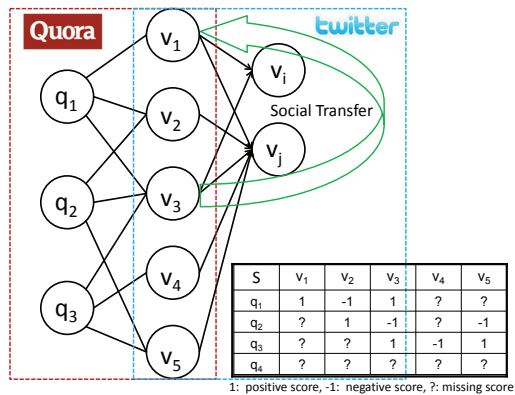 Quora
twitter
v1
vi
q1
Social Transfer
v2
vj
q2
v3
v4
q3
v5
S v1 v2 v3 v4 v5
q1 1 -1 1 ? ?
q2 ? 1 -1 ? -1
q3 ? ? 1 -1 1
q4 ? ? ? ? ?
1: positive score, -1: negative score, ?: missing score